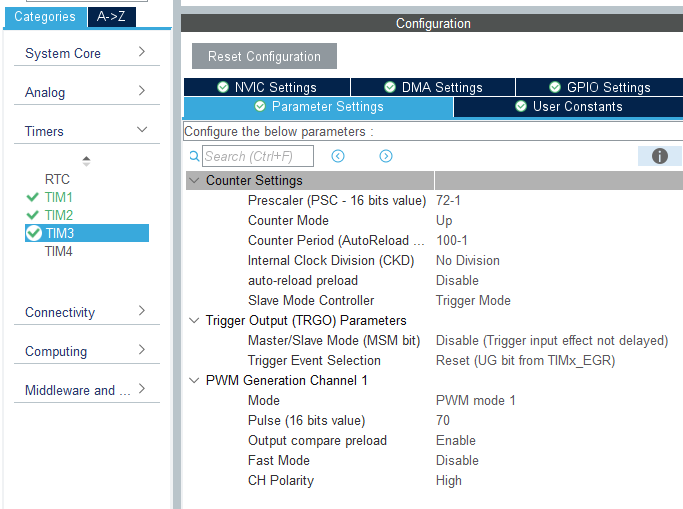 Categories A->Z
System Core
Analog
Timers
RTC
TIM1
TIM2
TIM3
TIM4
Connectivity
Computing
Middleware and ...
Configuration
Reset Configuration
NVIC Settings DMA Settings GPIO Settings
Parameter Settings User Constants
Configure the below parameters :
Search (Ctrl+F)
Counter Settings
Prescaler (PSC - 16 bits value) 72-1
Counter Mode Up
Counter Period (AutoReload ... 100-1
Internal Clock Division (CKD) No Division
auto-reload preload Disable
Slave Mode Controller Trigger Mode
Trigger Output (TRGO) Parameters
Master/Slave Mode (MSM bit) Disable (Trigger input effect not delayed)
Trigger Event Selection Reset (UG bit from TIMx_EGR)
PWM Generation Channel 1
Mode PWM mode 1
Pulse (16 bits value) 70
Output compare preload Enable
Fast Mode Disable
CH Polarity High